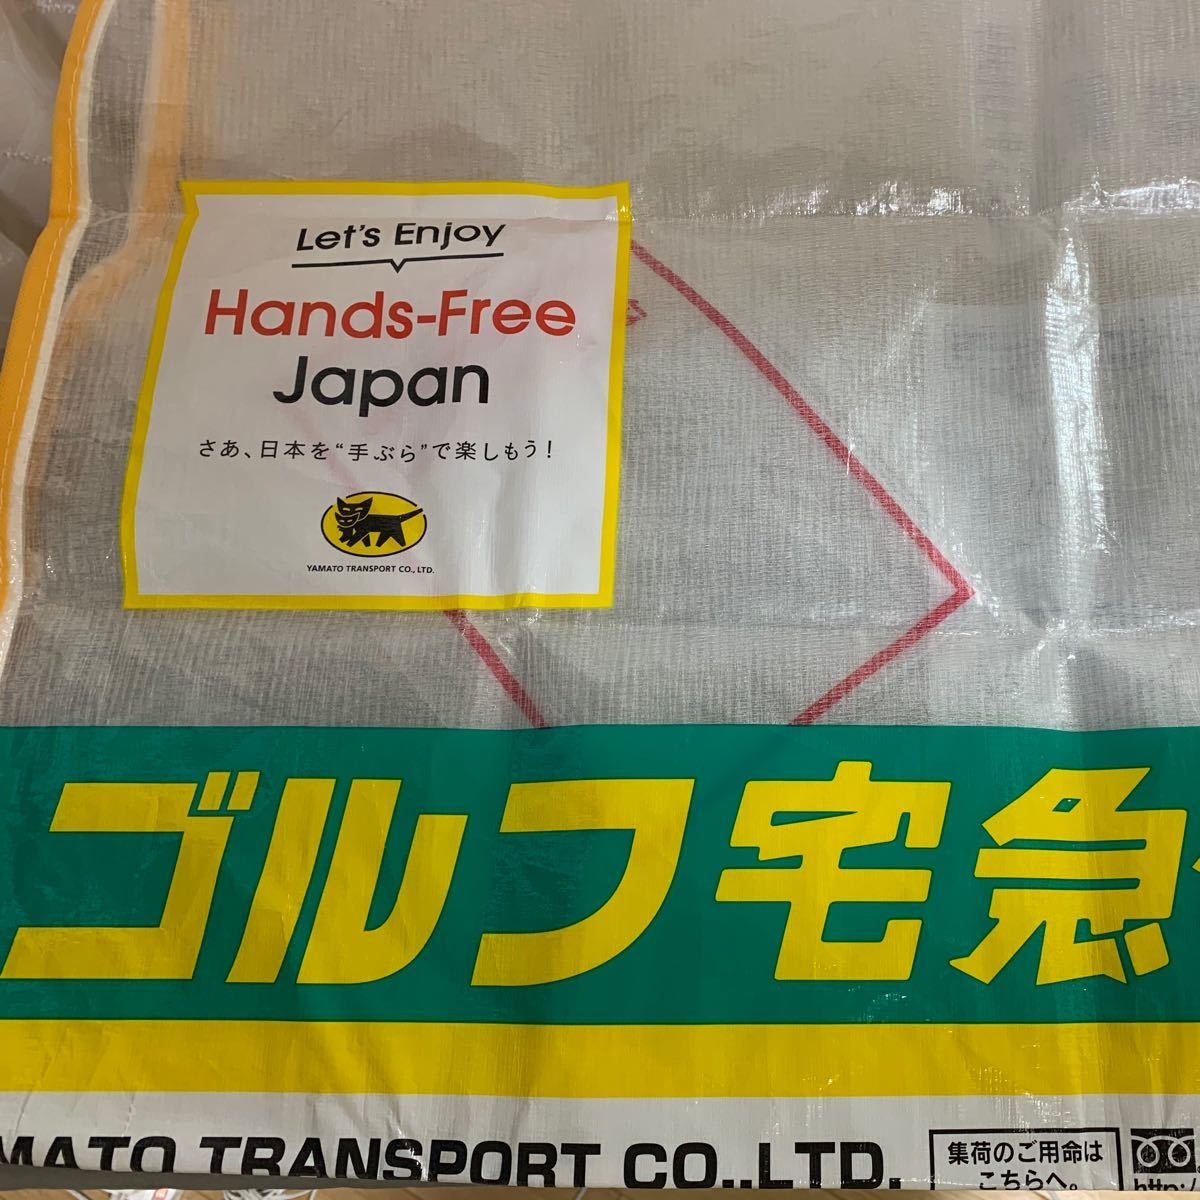 Let's Enjoy
Hands-Free
Japan
さあ、日本を“手ぶら”で楽しもう!
YAMATO TRANSPORT CO., LTD.
ゴルフ宅急
MATO TRANSPORT CO.,LTD.
集荷のご用命は
こちらへ。
http:/